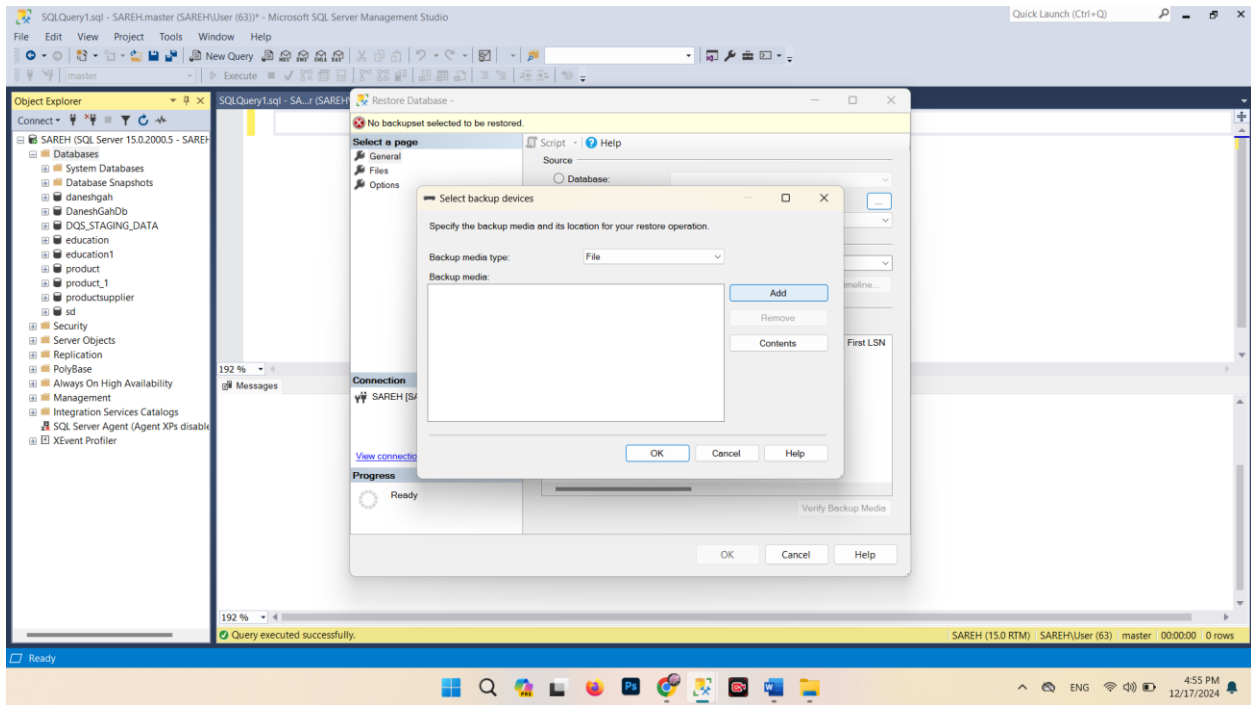 SQLQuery1.sql - SAREH.master (SAREH\User (63))* - Microsoft SQL Server Management Studio
Quick Launch (Ctrl+Q)
File Edit View Project Tools Window Help
New Query
master
Execute
Object Explorer
Connect
SAREH (SQL Server 15.0.2000.5 - SAREH
Databases
System Databases
Database Snapshots
daneshgah
DaneshGahDb
DQS_STAGING_DATA
education
education1
product
product_1
productsupplier
sd
Security
Server Objects
Replication
PolyBase
Always On High Availability
Management
Integration Services Catalogs
SQL Server Agent (Agent XPs disable
XEvent Profiler
SQLQuery1.sql - SA...r (SAREH\
192 %
Messages
Restore Database -
No backupset selected to be restored.
Select a page
General
Files
Options
Script Help
Source
Database:
...
meline...
First LSN
Connection
SAREH [SA
View connectio
Progress
Ready
Verify Backup Media
OK Cancel Help
Select backup devices
Specify the backup media and its location for your restore operation.
Backup media type: File
Backup media:
Add
Remove
Contents
OK Cancel Help
192 %
Query executed successfully.
SAREH (15.0 RTM) SAREH\User (63) master 00:00:00 0 rows
Ready
ENG
4:55 PM
12/17/2024